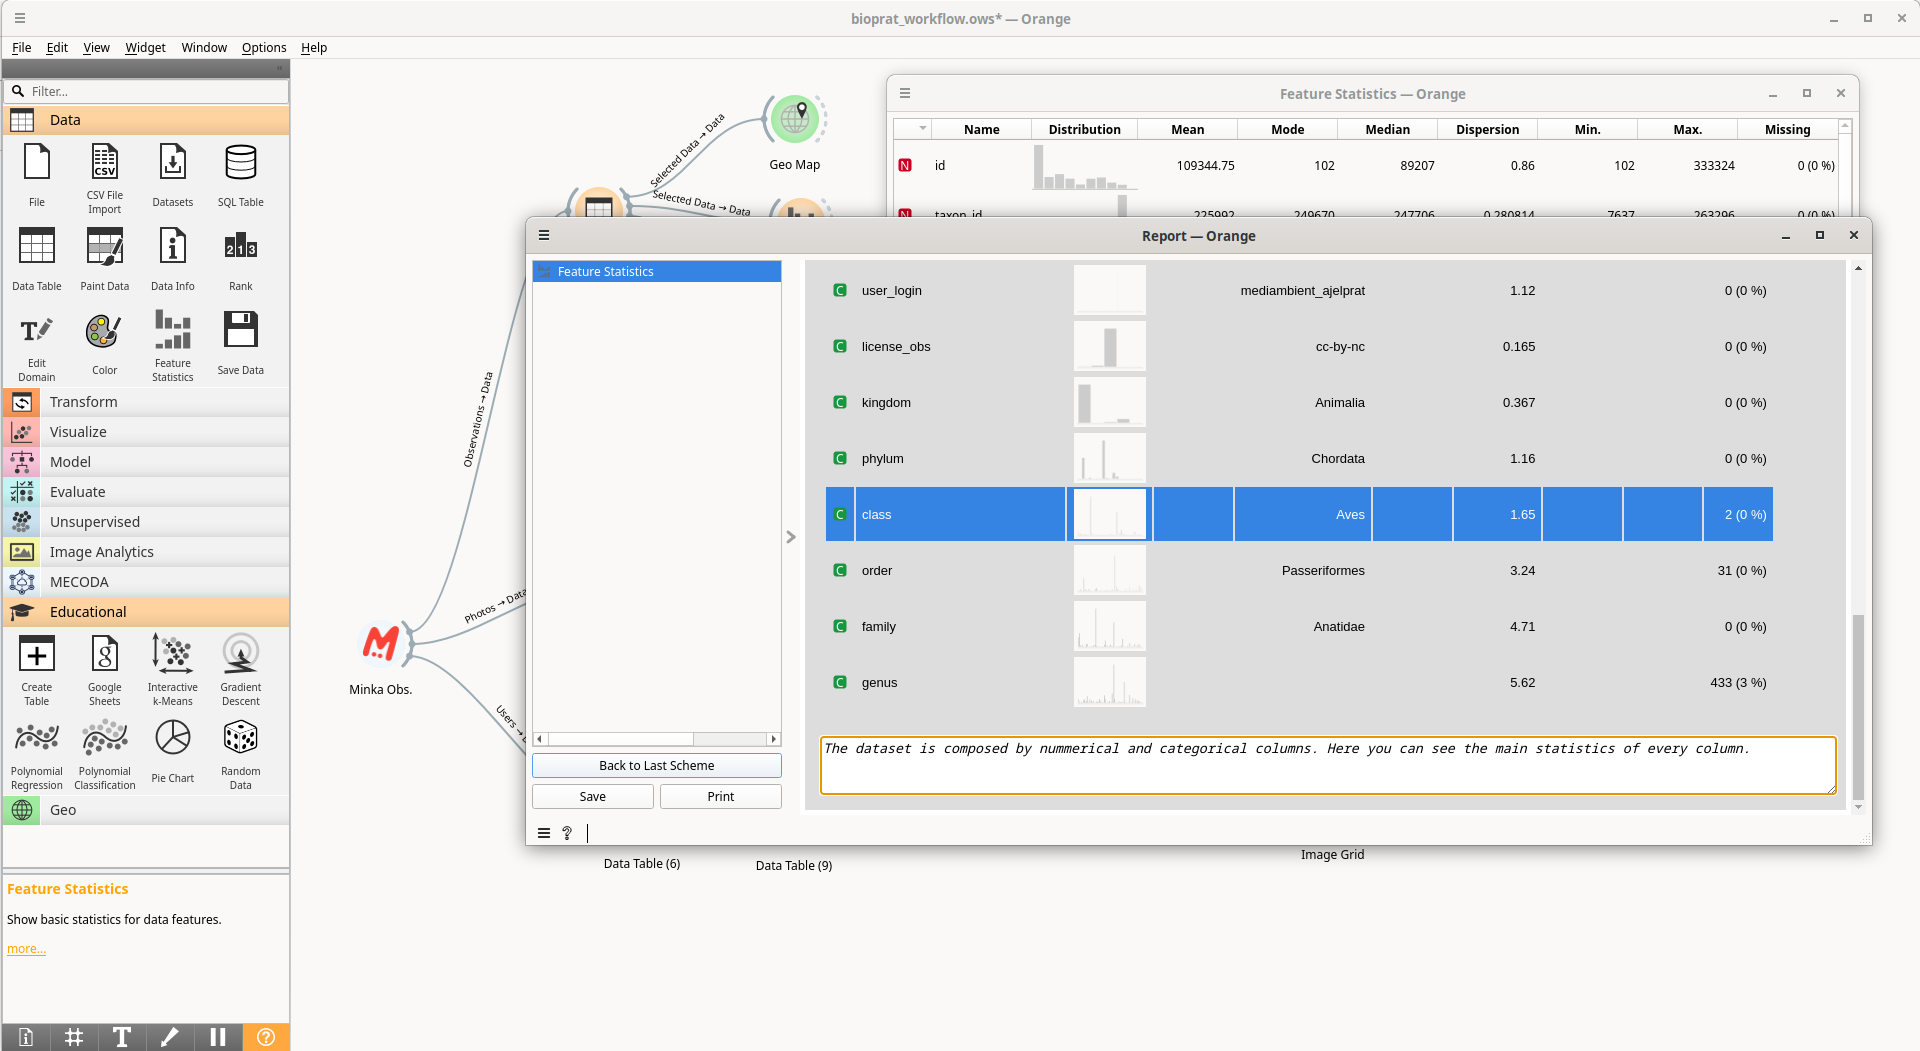 bioprat_workflow.ows* — Orange
File Edit View Widget Window Options Help
Filter...
Data
File
CSV File Import
Datasets
SQL Table
Data Table
Paint Data
Data Info
Rank
Edit Domain
Color
Feature Statistics
Save Data
Transform
Visualize
Model
Evaluate
Unsupervised
Image Analytics
MECODA
Educational
Create Table
Google Sheets
Interactive k-Means
Gradient Descent
Polynomial Regression
Polynomial Classification
Pie Chart
Random Data
Geo
Feature Statistics
Show basic statistics for data features.
more...
Selected Data → Data
Geo Map
Selected Data → Data
Observations → Data
Photos → Data
Users →
Minka Obs.
Data Table (6)
Data Table (9)
Image Grid
Feature Statistics — Orange
Name Distribution Mean Mode Median Dispersion Min. Max. Missing
N id 109344.75 102 89207 0.86 102 333324 0 (0 %)
N taxon_id 225992 249670 247706 0.280814 7637 263296 0 (0 %)
Report — Orange
Feature Statistics
Back to Last Scheme
Save Print
C user_login mediambient_ajelprat 1.12 0 (0 %)
C license_obs cc-by-nc 0.165 0 (0 %)
C kingdom Animalia 0.367 0 (0 %)
C phylum Chordata 1.16 0 (0 %)
C class Aves 1.65 2 (0 %)
C order Passeriformes 3.24 31 (0 %)
C family Anatidae 4.71 0 (0 %)
C genus 5.62 433 (3 %)
The dataset is composed by nummerical and categorical columns. Here you can see the main statistics of every column.